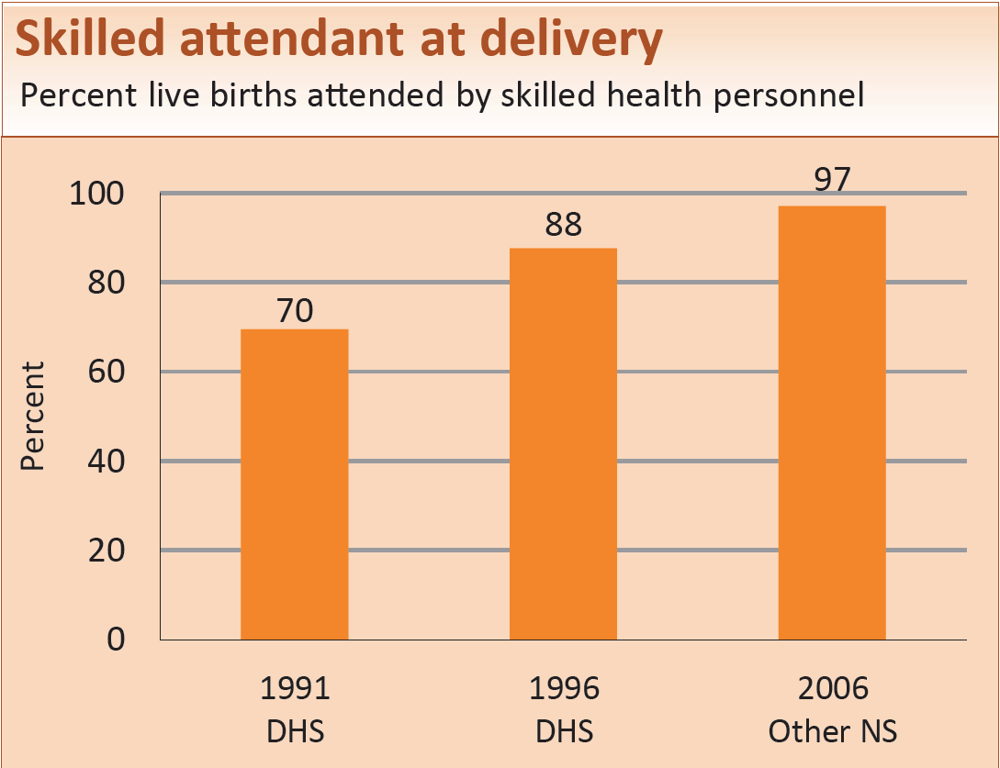 Skilled attendant at delivery
Percent live births attended by skilled health personnel
100
80
60
40
20
0
Percent
70
88
97
1991
DHS
1996
DHS
2006
Other NS